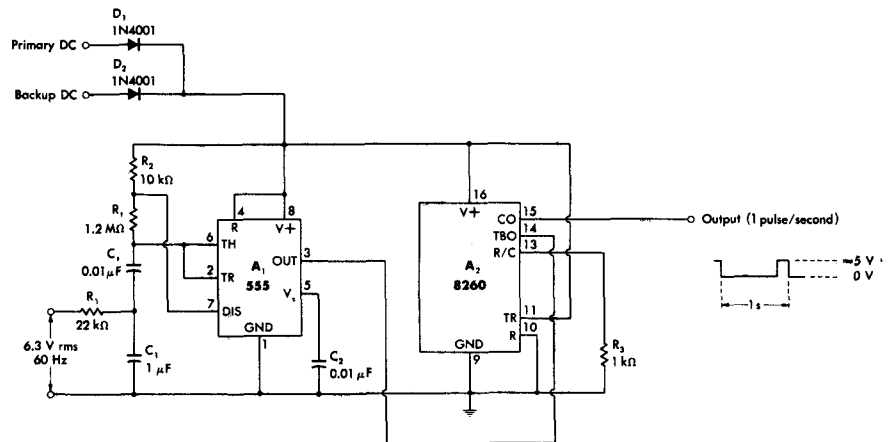 D₁
1N4001
Primary DC
D₂
1N4001
Backup DC
R₂
10 kΩ
R₁
1.2 MΩ
C₁
0.01 μF
R₁
22 kΩ
6.3 V rms
60 Hz
C₁
1 μF
4
8
R
V+
6
TH
OUT
3
A₁
555
2
TR
5
7
DIS
GND
1
C₂
0.01 μF
16
V+
CO
15
Output (1 pulse/second)
TBO
14
R/C
13
A₂
8260
TR
11
R
10
GND
9
R₃
1 kΩ
≈5 V
0 V
1 s